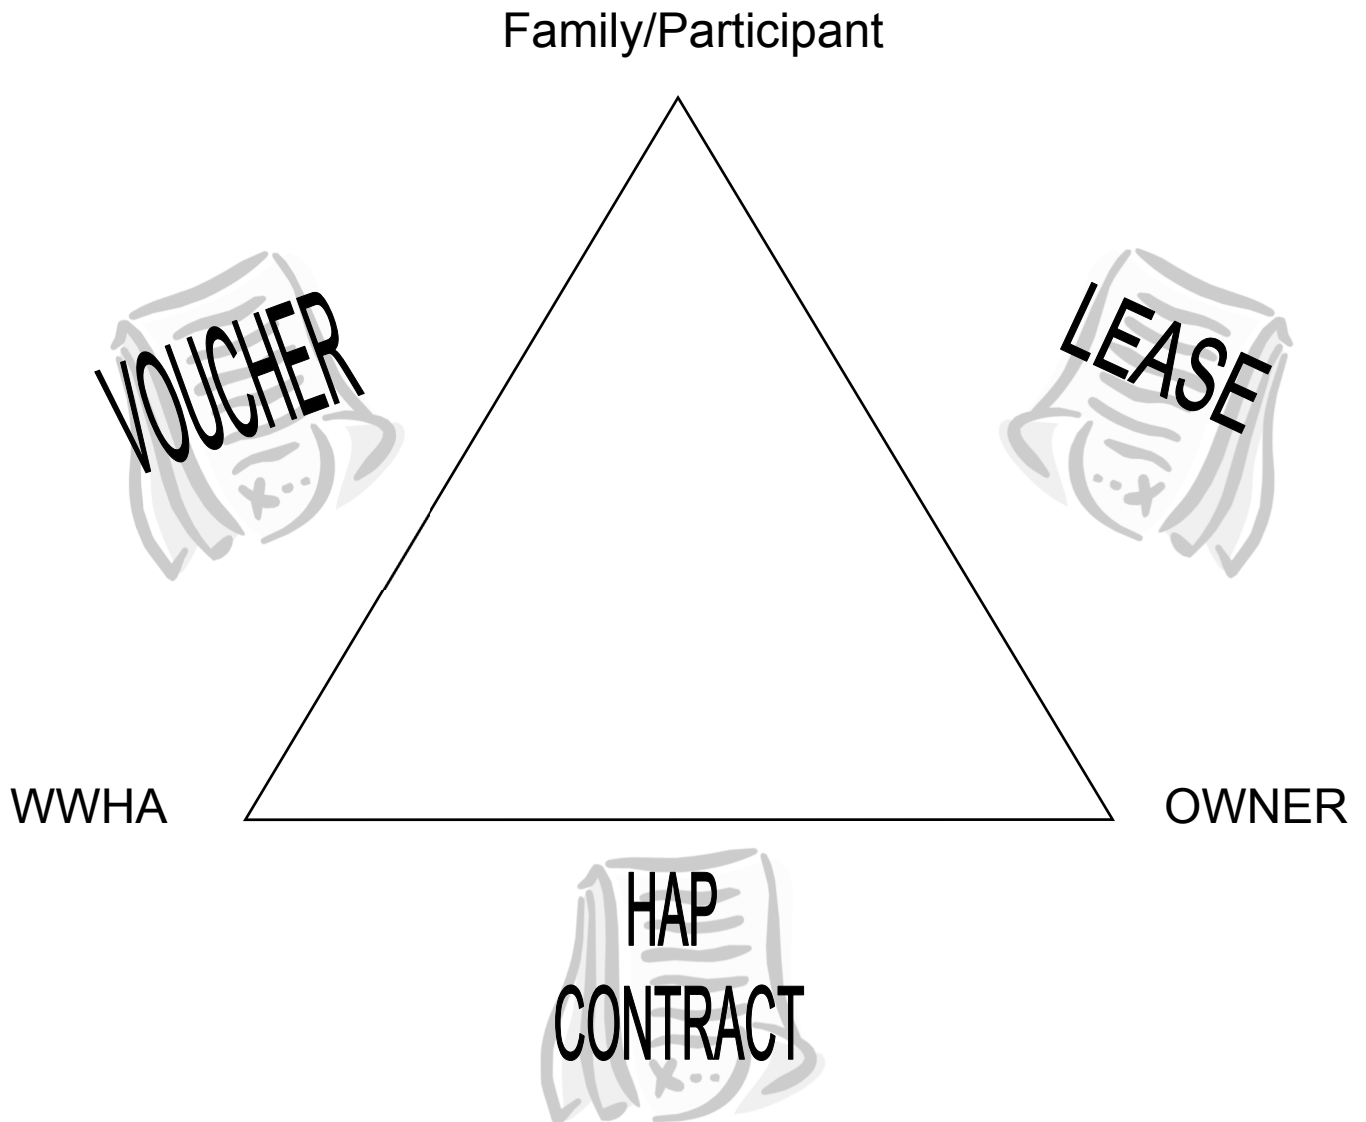 Family/Participant
VOUCHER
LEASE
WWHA
OWNER
HAP
CONTRACT